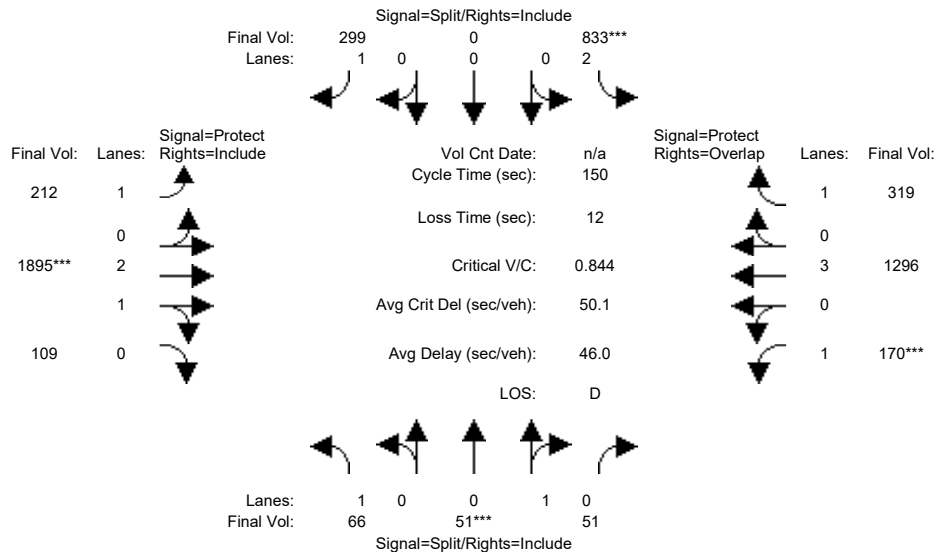 Signal=Split/Rights=Include
Final Vol: 299 0 833***
Lanes: 1 0 0 0 2
Signal=Protect
Final Vol: Lanes: Rights=Include
Vol Cnt Date: n/a
Signal=Protect
Rights=Overlap Lanes: Final Vol:
Cycle Time (sec): 150
212 1
1 319
Loss Time (sec): 12
0
0
1895*** 2
Critical V/C: 0.844
3 1296
1
Avg Crit Del (sec/veh): 50.1
0
109 0
Avg Delay (sec/veh): 46.0
1 170***
LOS: D
Lanes: 1 0 0 1 0
Final Vol: 66 51*** 51
Signal=Split/Rights=Include